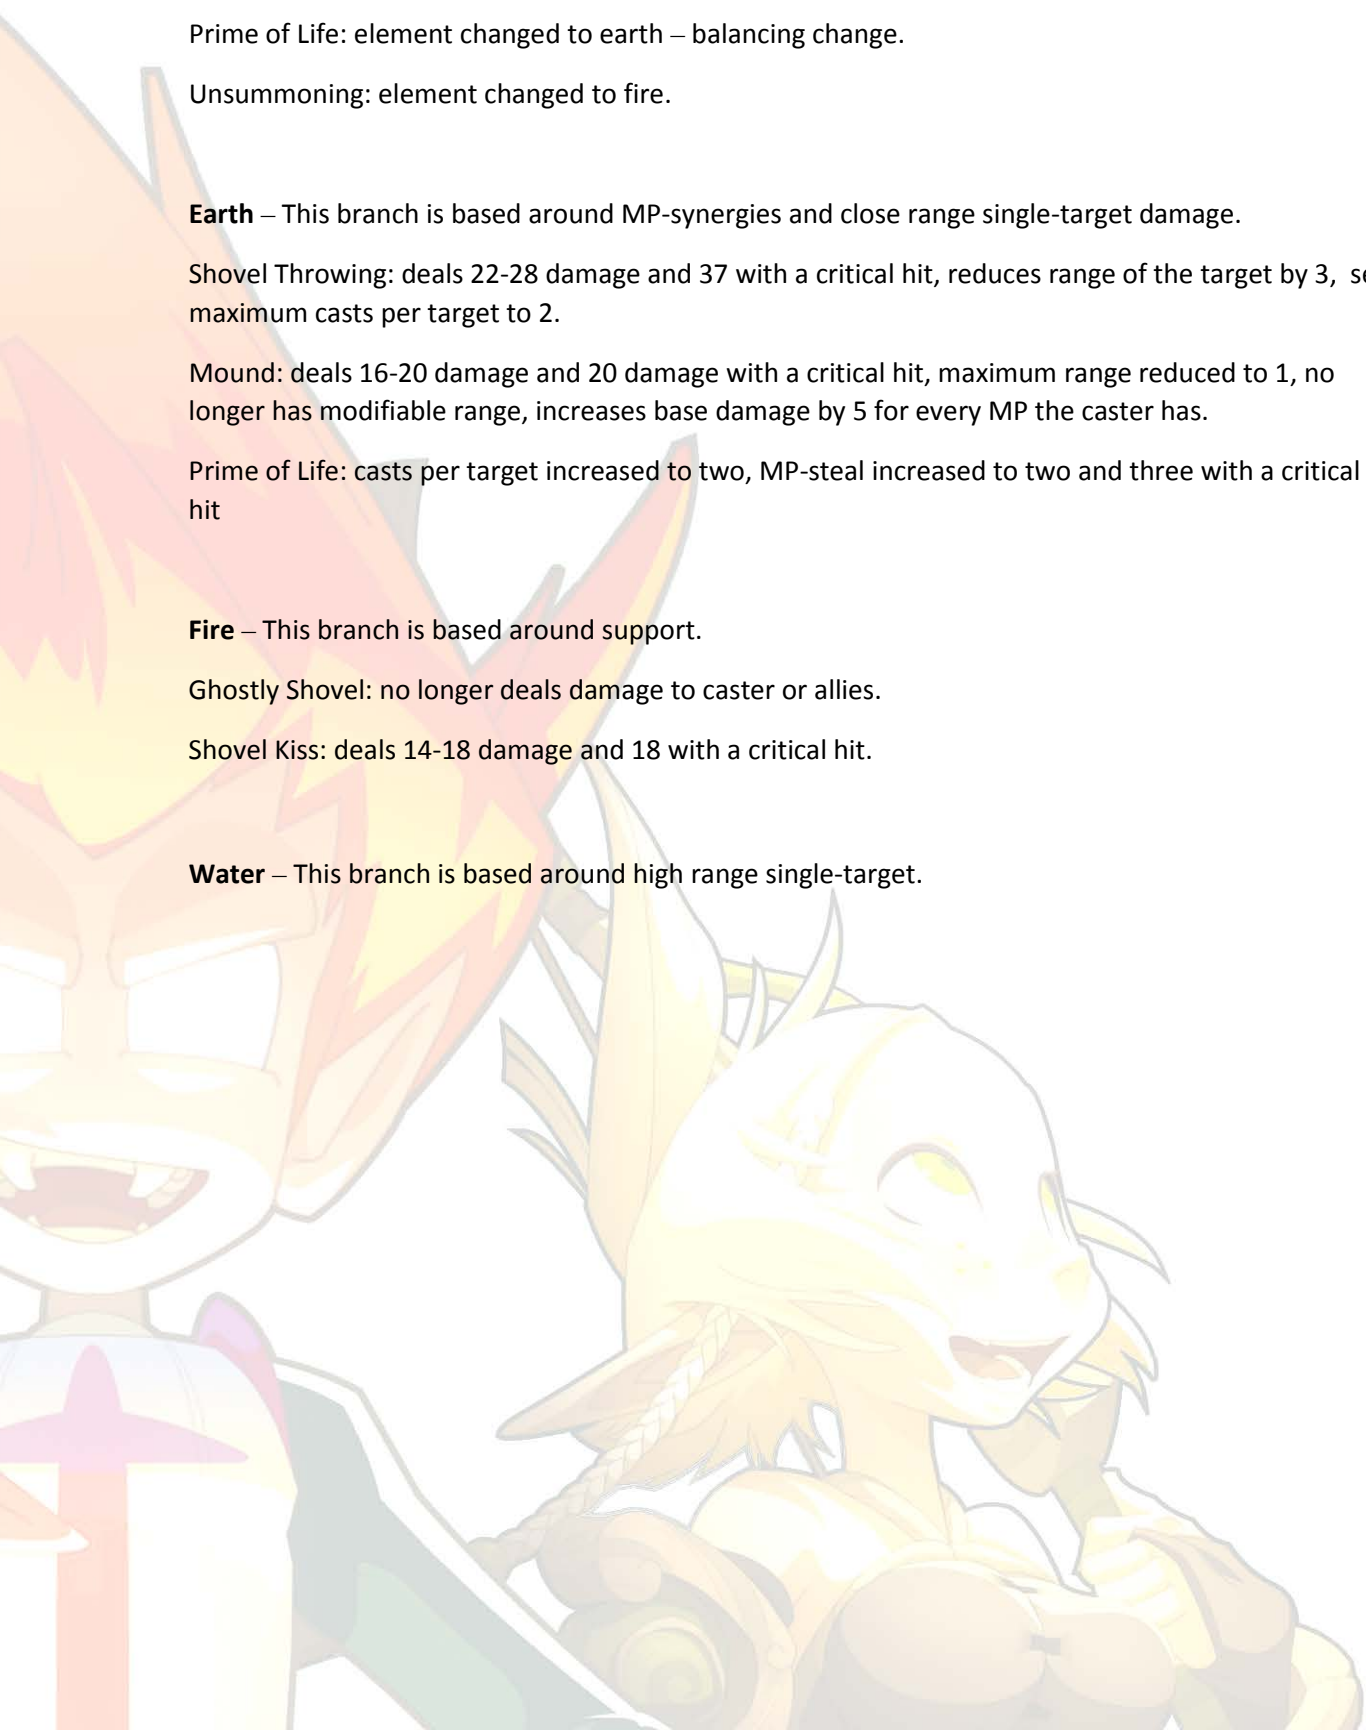 Prime of Life: element changed to earth – balancing change.
Unsummoning: element changed to fire.
Earth – This branch is based around MP-synergies and close range single-target damage.
Shovel Throwing: deals 22-28 damage and 37 with a critical hit, reduces range of the target by 3,
maximum casts per target to 2.
Mound: deals 16-20 damage and 20 damage with a critical hit, maximum range reduced to 1, no
longer has modifiable range, increases base damage by 5 for every MP the caster has.
Prime of Life: casts per target increased to two, MP-steal increased to two and three with a critical
hit
Fire – This branch is based around support.
Ghostly Shovel: no longer deals damage to caster or allies.
Shovel Kiss: deals 14-18 damage and 18 with a critical hit.
Water – This branch is based around high range single-target.